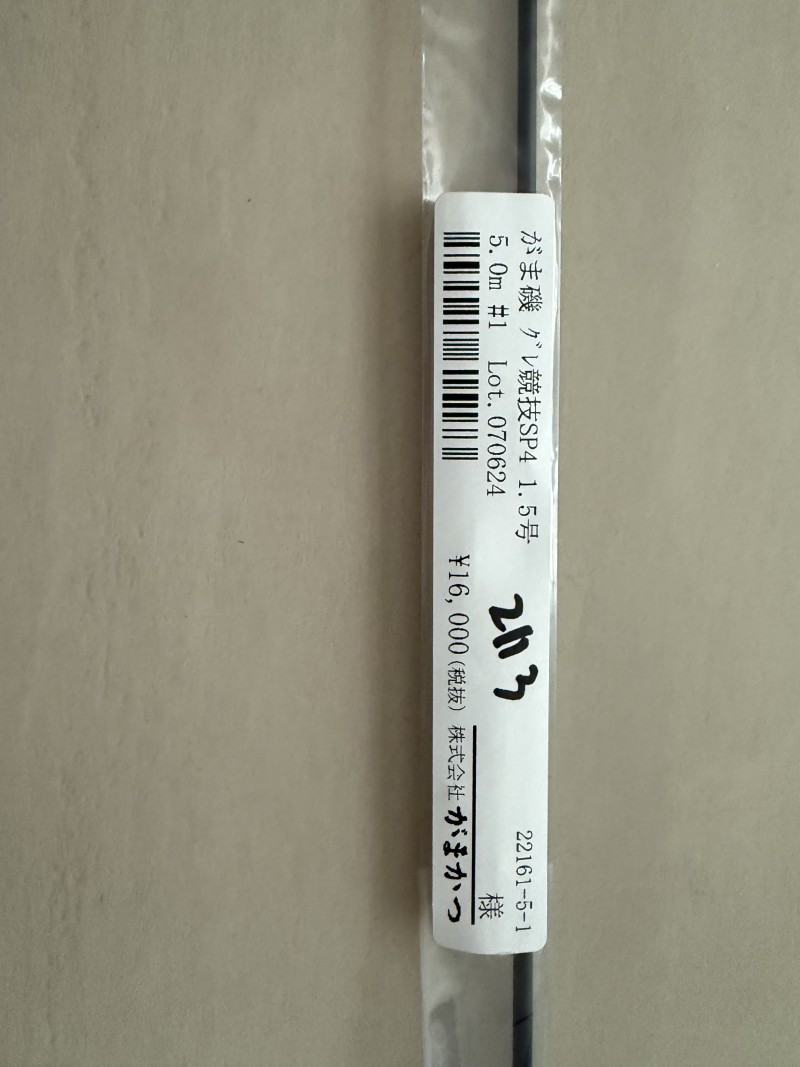 がま磯 グレ競技SP4 1.5号
5.0m #1 Lot.070624
22161-5-1
様
¥16,000(税抜) 株式会社 がまかつ